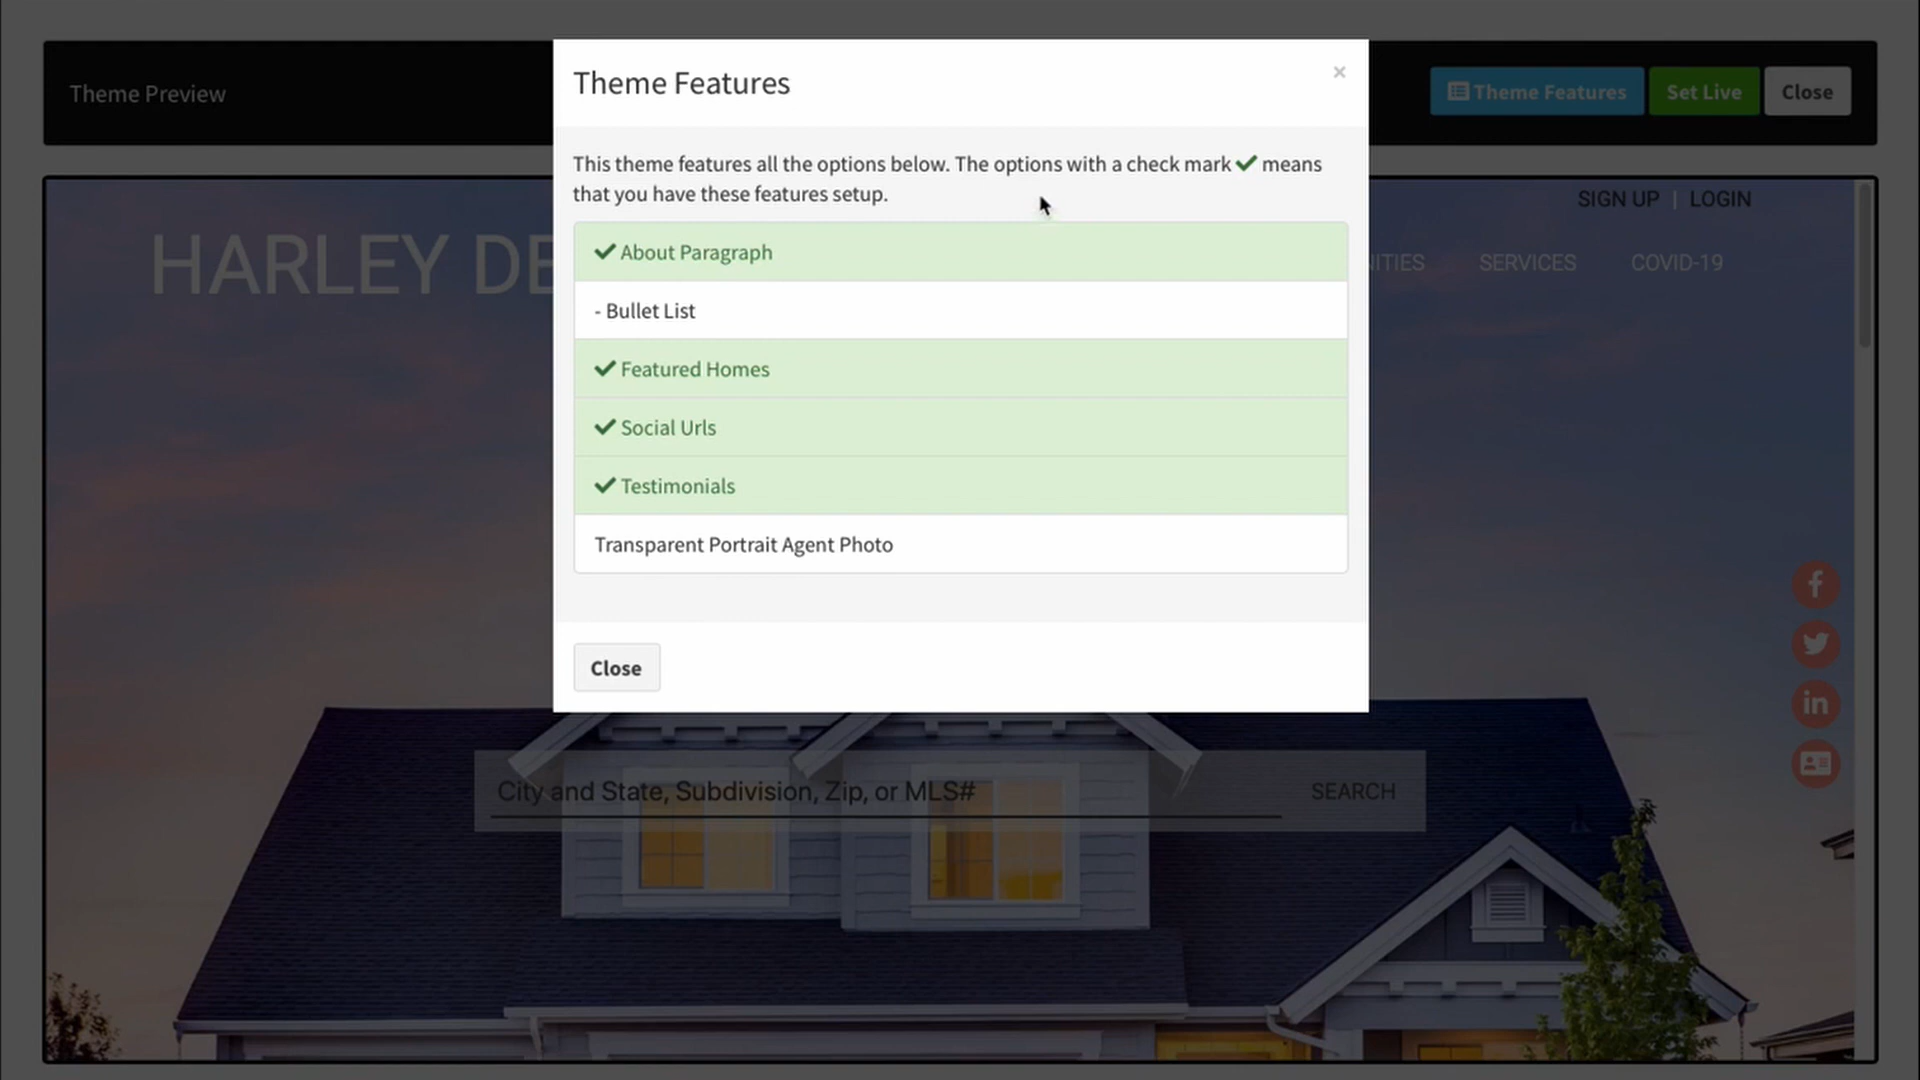 Theme Preview
Theme Features
Set Live
Close
Theme Features
×
This theme features all the options below. The options with a check mark ✔ means
that you have these features setup.
✔ About Paragraph
- Bullet List
✔ Featured Homes
✔ Social Urls
✔ Testimonials
Transparent Portrait Agent Photo
Close
SIGN UP | LOGIN
HARLEY DE
NITIES
SERVICES
COVID-19
City and State, Subdivision, Zip, or MLS#
SEARCH